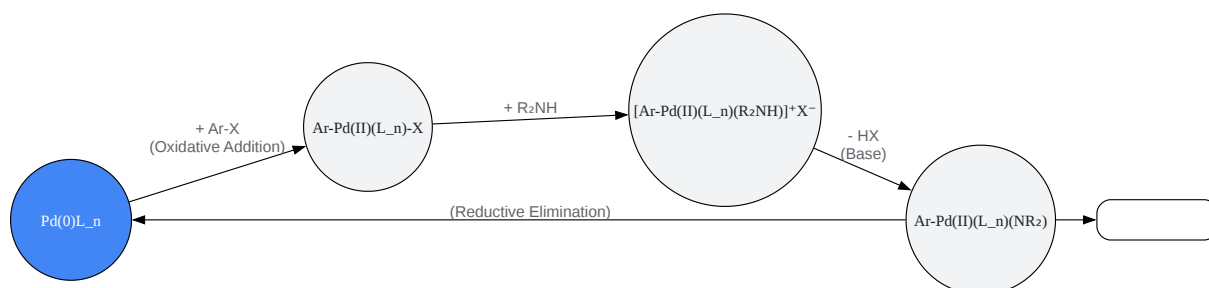 + Ar-X
(Oxidative Addition)
+ R₂NH
- HX
(Base)
(Reductive Elimination)
Pd(0)L_n
Ar-Pd(II)(L_n)-X
[Ar-Pd(II)(L_n)(R₂NH)]⁺X⁻
Ar-Pd(II)(L_n)(NR₂)